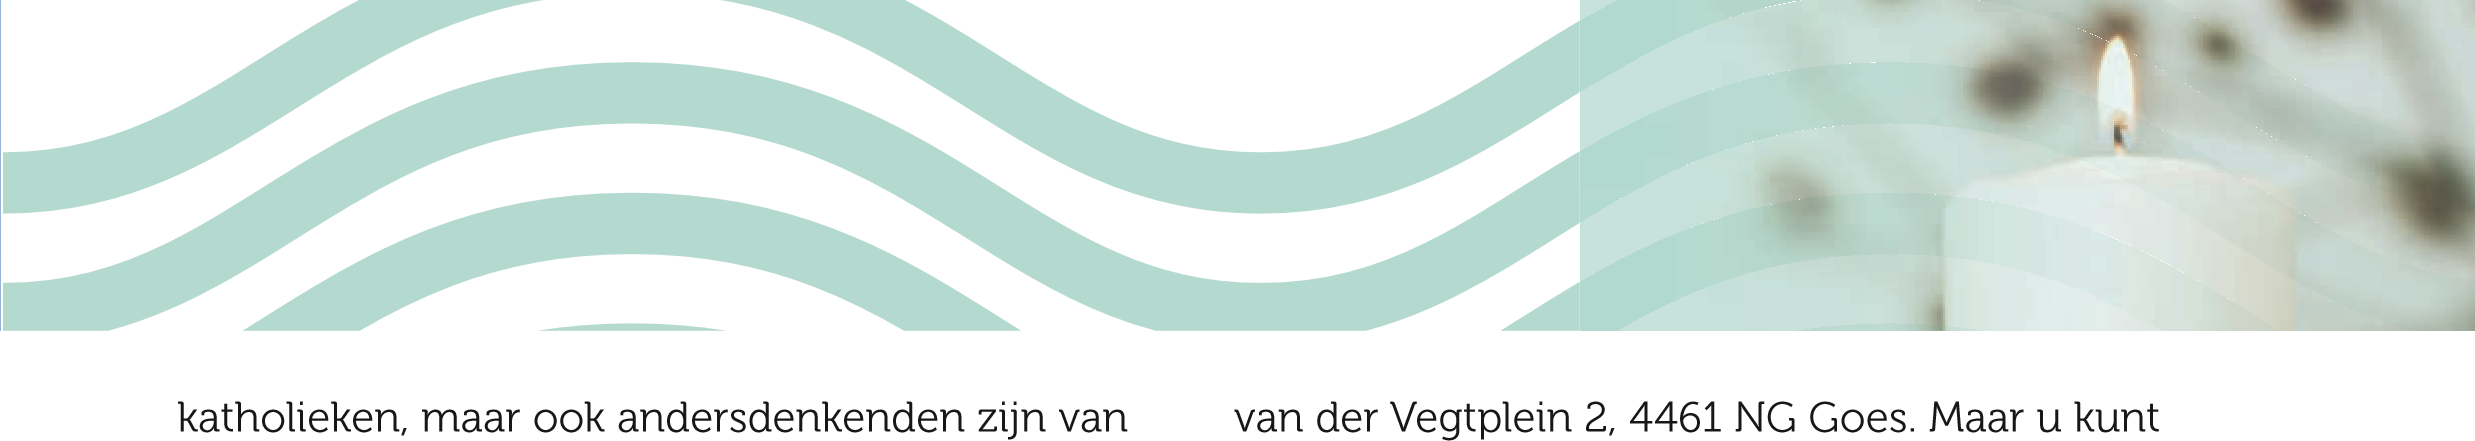 katholieken, maar ook andersdenkenden zijn van
van der Vegtplein 2, 4461 NG Goes. Maar u kunt